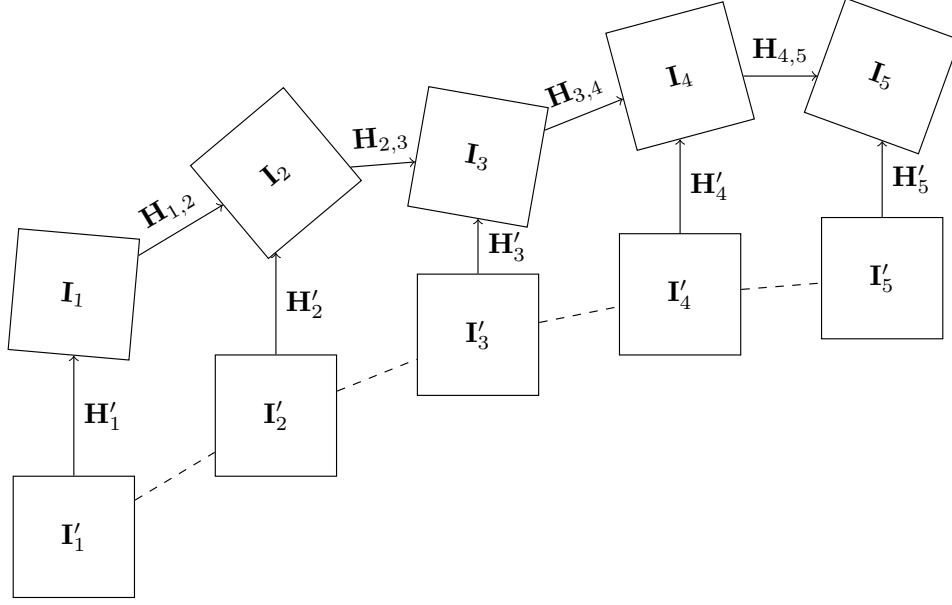 I₁ H₁,₂ I₂ H₂,₃ I₃ H₃,₄ I₄ H₄,₅ I₅
H′₁ H′₂ H′₃ H′₄ H′₅
I′₁ I′₂ I′₃ I′₄ I′₅